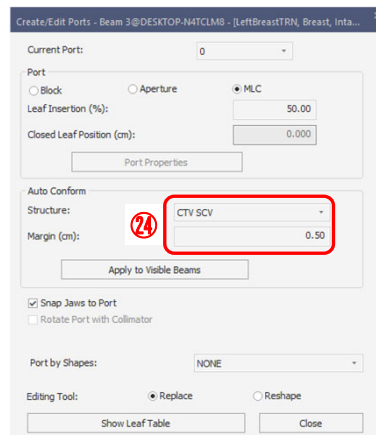 Create/Edit Ports - Beam 3@DESKTOP-N4TCLM8 - [LeftBreastTRN, Breast, Inta...
Current Port: 0
Port
Block Aperture MLC
Leaf Insertion (%): 50.00
Closed Leaf Position (cm): 0.000
Port Properties
Auto Conform
Structure: CTV SCV
㉔
Margin (cm): 0.50
Apply to Visible Beams
Snap Jaws to Port
Rotate Port with Collimator
Port by Shapes: NONE
Editing Tool: Replace Reshape
Show Leaf Table Close